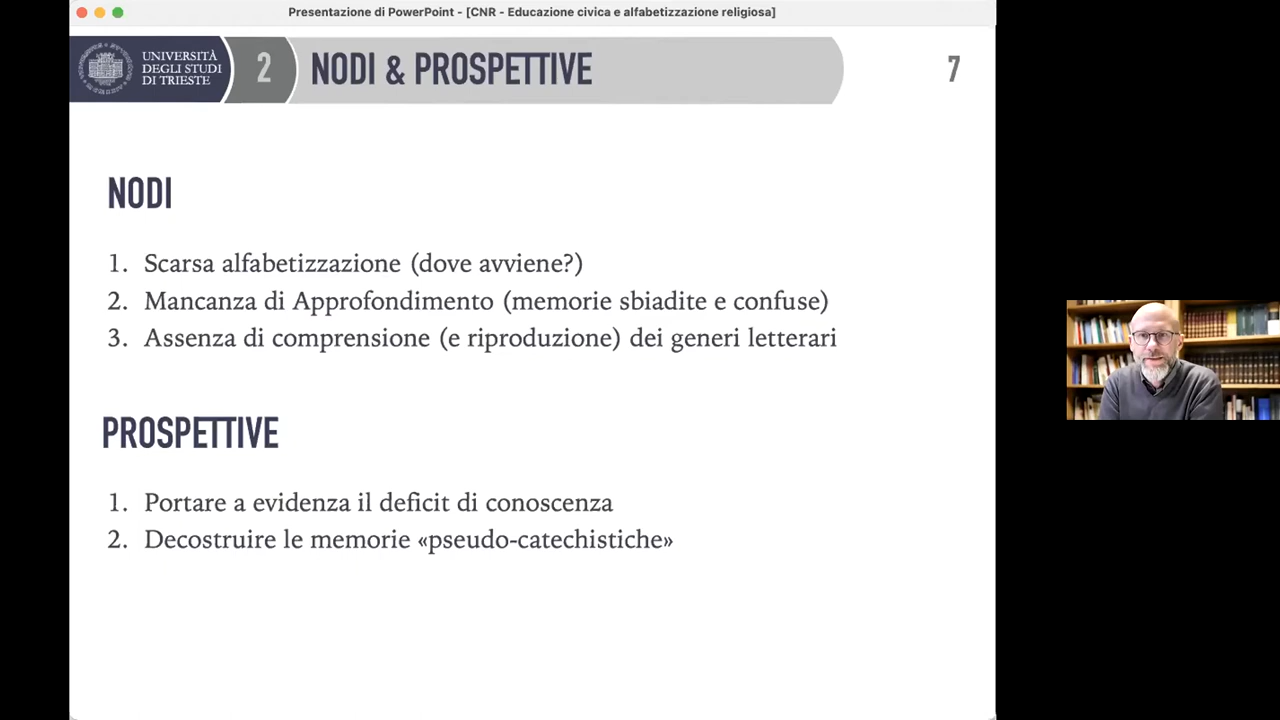 Presentazione di PowerPoint - [CNR - Educazione civica e alfabetizzazione religiosa]
UNIVERSITÀ
DEGLI STUDI
DI TRIESTE
2
NODI & PROSPETTIVE
7
NODI
1. Scarsa alfabetizzazione (dove avviene?)
2. Mancanza di Approfondimento (memorie sbiadite e confuse)
3. Assenza di comprensione (e riproduzione) dei generi letterari
PROSPETTIVE
1. Portare a evidenza il deficit di conoscenza
2. Decostruire le memorie «pseudo-catechistiche»